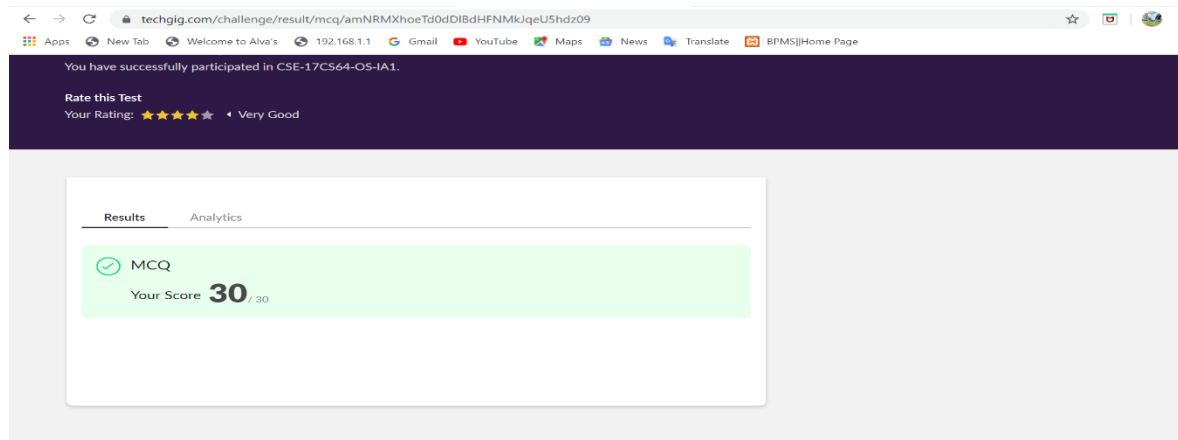 techgig.com/challenge/result/mcq/amNRMXhoeTd0dDlBdHFNMkJqeU5hdz09
Apps New Tab Welcome to Alva's 192.168.1.1 Gmail YouTube Maps News Translate BPMS||Home Page
You have successfully participated in CSE-17CS64-OS-IA1.
Rate this Test
Your Rating: Very Good
Results Analytics
MCQ
Your Score 30/ 30